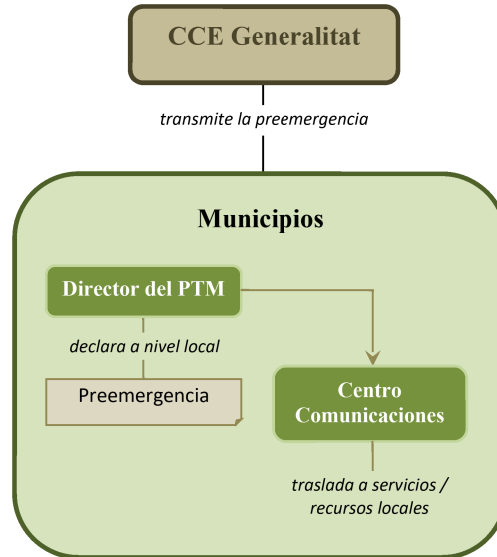 CCE Generalitat
transmite la preemergencia
Municipios
Director del PTM
declara a nivel local
Preemergencia
Centro
Comunicaciones
traslada a servicios /
recursos locales